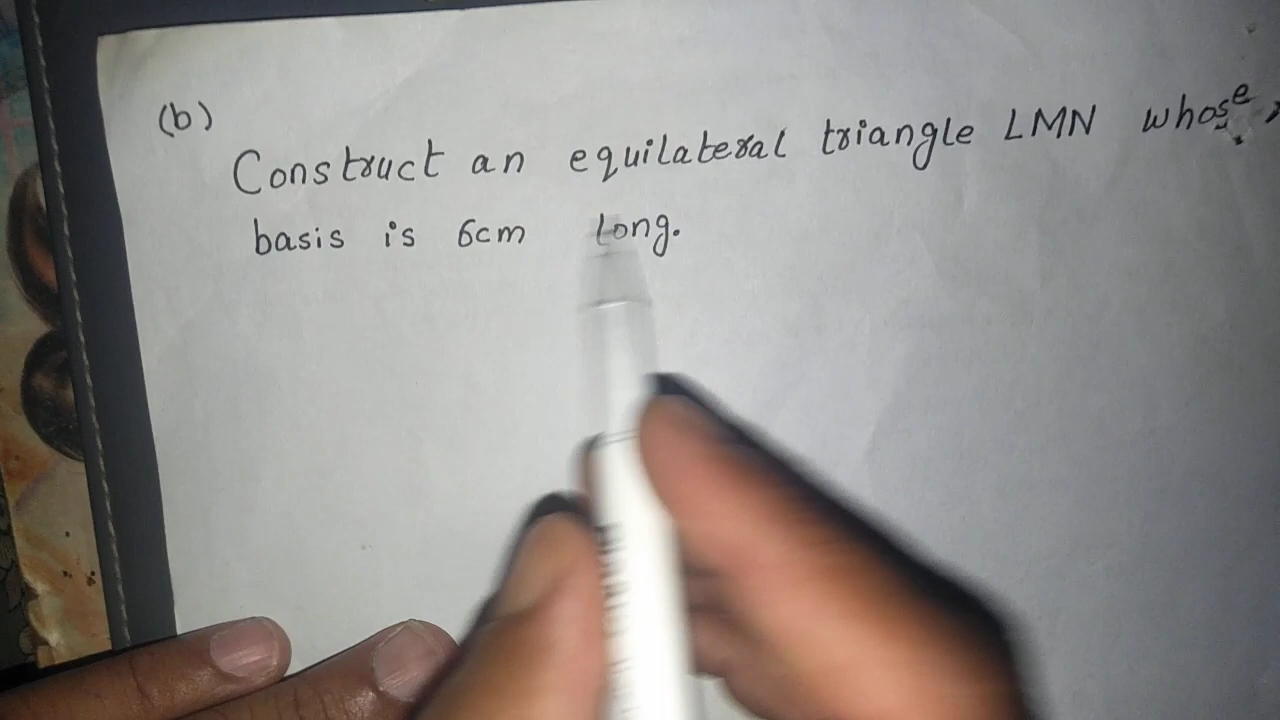 (b)
Construct an equilateral triangle LMN whose
basis is 6cm long.